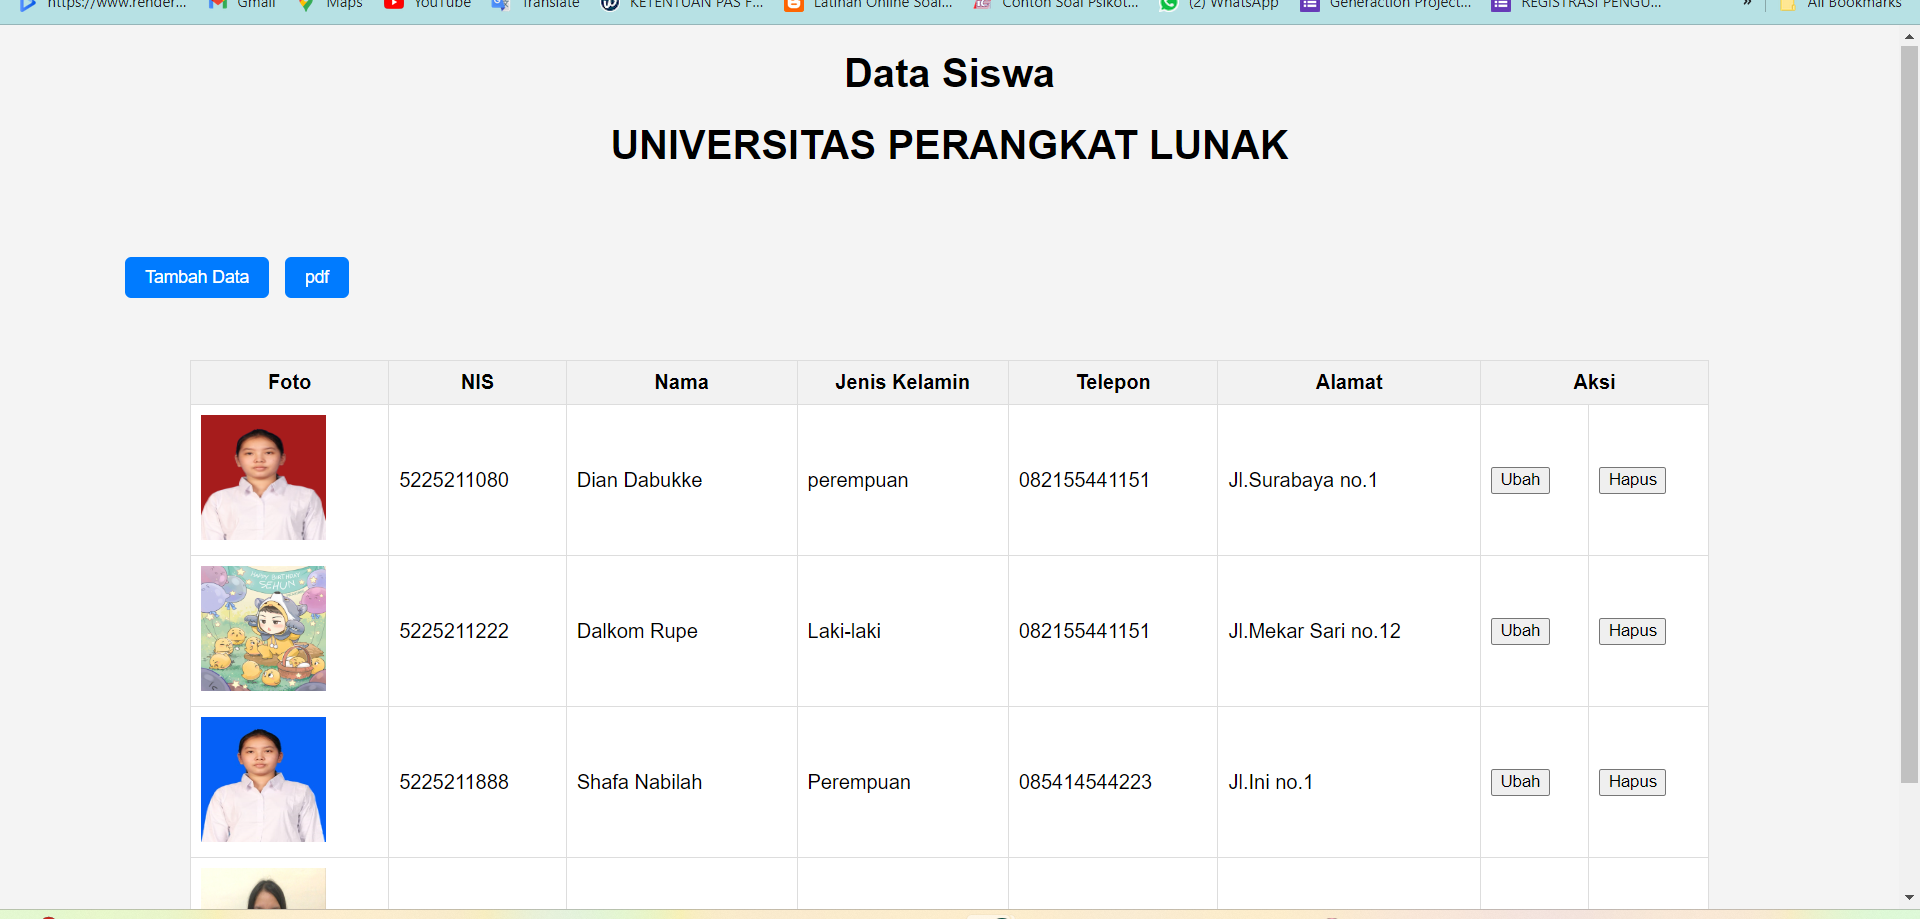 https://www.render... Gmail Maps YouTube Translate KETENTUAN PAS F... Latihan Online Soal... Contoh Soal Psikot... (2) WhatsApp Generaction Project... REGISTRASI PENGU... » All Bookmarks
Data Siswa
UNIVERSITAS PERANGKAT LUNAK
Tambah Data pdf
Foto NIS Nama Jenis Kelamin Telepon Alamat Aksi
5225211080 Dian Dabukke perempuan 082155441151 Jl.Surabaya no.1 Ubah Hapus
HAPPY BIRTHDAY
SEHUN
5225211222 Dalkom Rupe Laki-laki 082155441151 Jl.Mekar Sari no.12 Ubah Hapus
5225211888 Shafa Nabilah Perempuan 085414544223 Jl.Ini no.1 Ubah Hapus